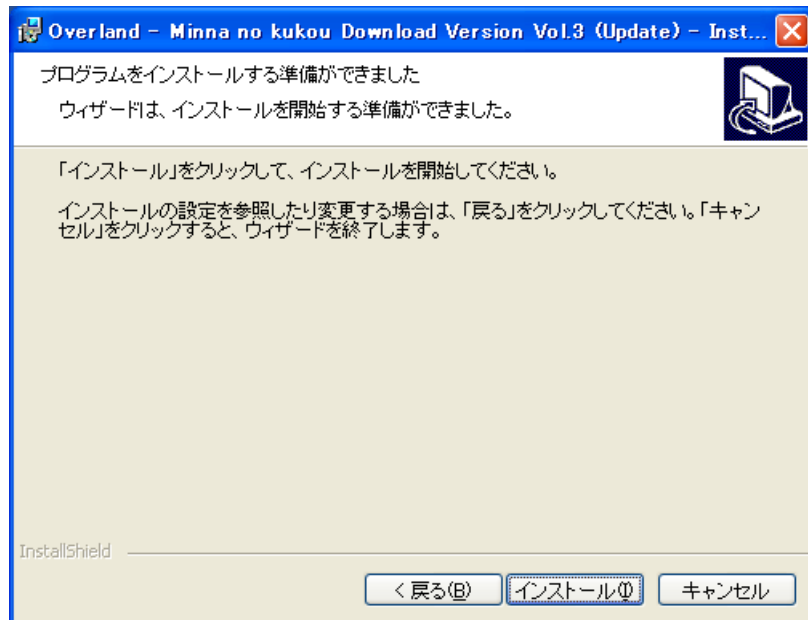 Overland - Minna no kukou Download Version Vol.3 (Update) - Inst...
プログラムをインストールする準備ができました
ウィザードは、インストールを開始する準備ができました。
「インストール」をクリックして、インストールを開始してください。
インストールの設定を参照したり変更する場合は、「戻る」をクリックしてください。「キャン
セル」をクリックすると、ウィザードを終了します。
InstallShield
< 戻る(B) インストール(I) キャンセル